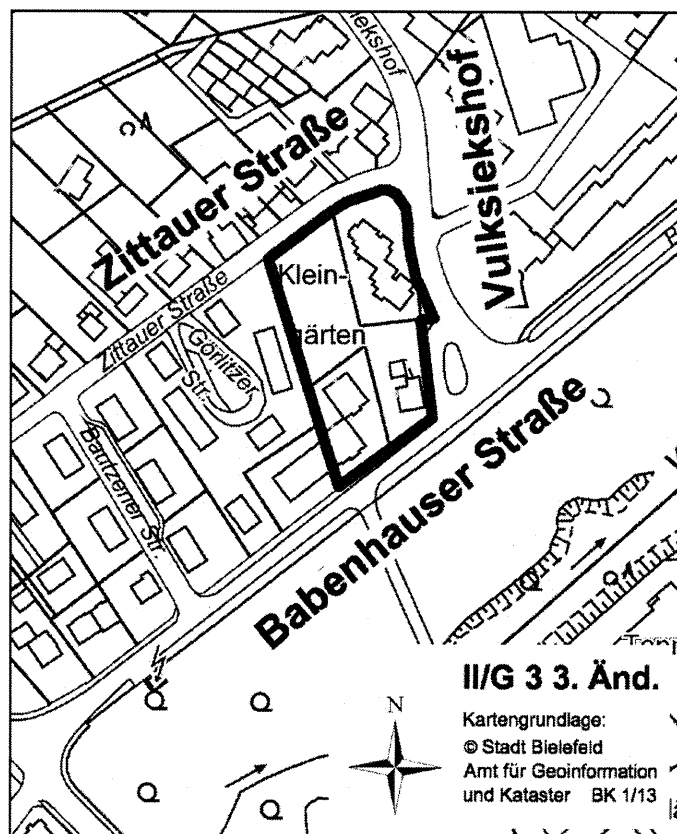 iekshof
Vulksiekshof
Zittauer Straße
Klein-
gärten
Zittauer Straße
Görlitzer
Str.
Bautzener Str.
Babenhauser Straße
II/G 3 3. Änd.
N
Kartengrundlage:
© Stadt Bielefeld
Amt für Geoinformation
und Kataster BK 1/13